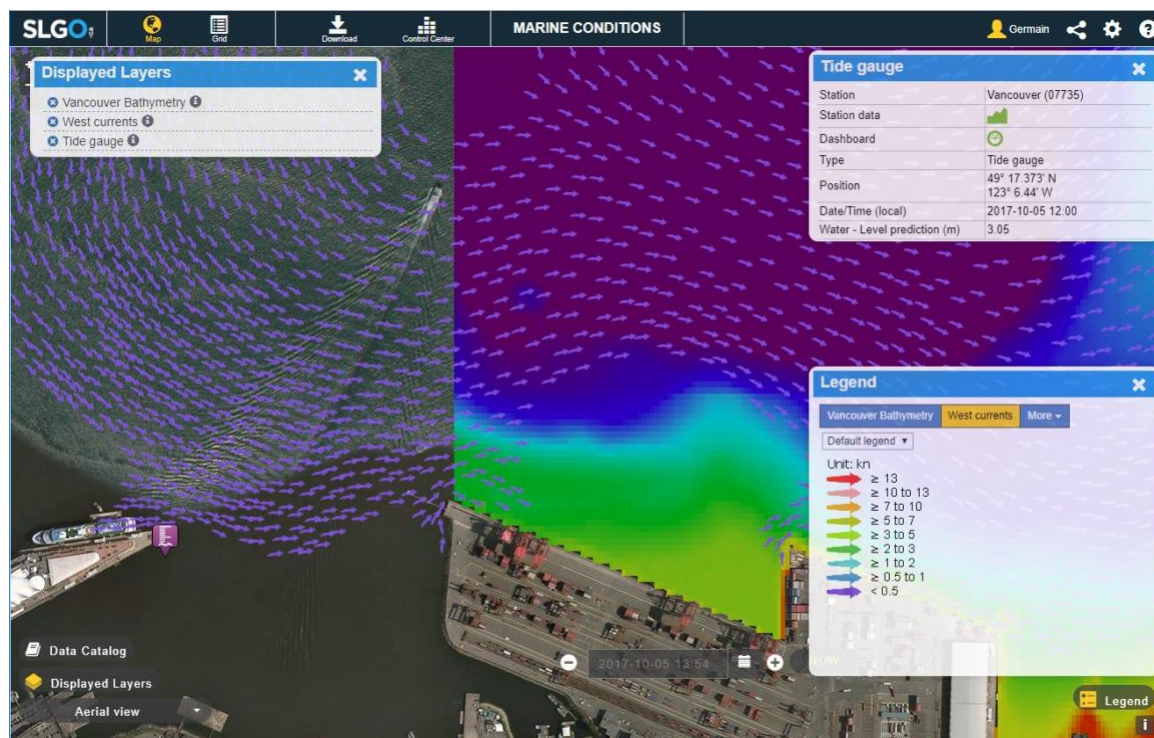 SLGO
Map
Grid
Download
Control Center
MARINE CONDITIONS
Germain
Displayed Layers
Vancouver Bathymetry
West currents
Tide gauge
Tide gauge
Station Vancouver (07735)
Station data
Dashboard
Type Tide gauge
Position 49° 17.373' N
123° 6.44' W
Date/Time (local) 2017-10-05 12:00
Water - Level prediction (m) 3.05
Legend
Vancouver Bathymetry West currents More
Default legend
Unit: kn
≥ 13
≥ 10 to 13
≥ 7 to 10
≥ 5 to 7
≥ 3 to 5
≥ 2 to 3
≥ 1 to 2
≥ 0.5 to 1
< 0.5
Data Catalog
Displayed Layers
Aerial view
2017-10-05 13:54
NOW
Legend